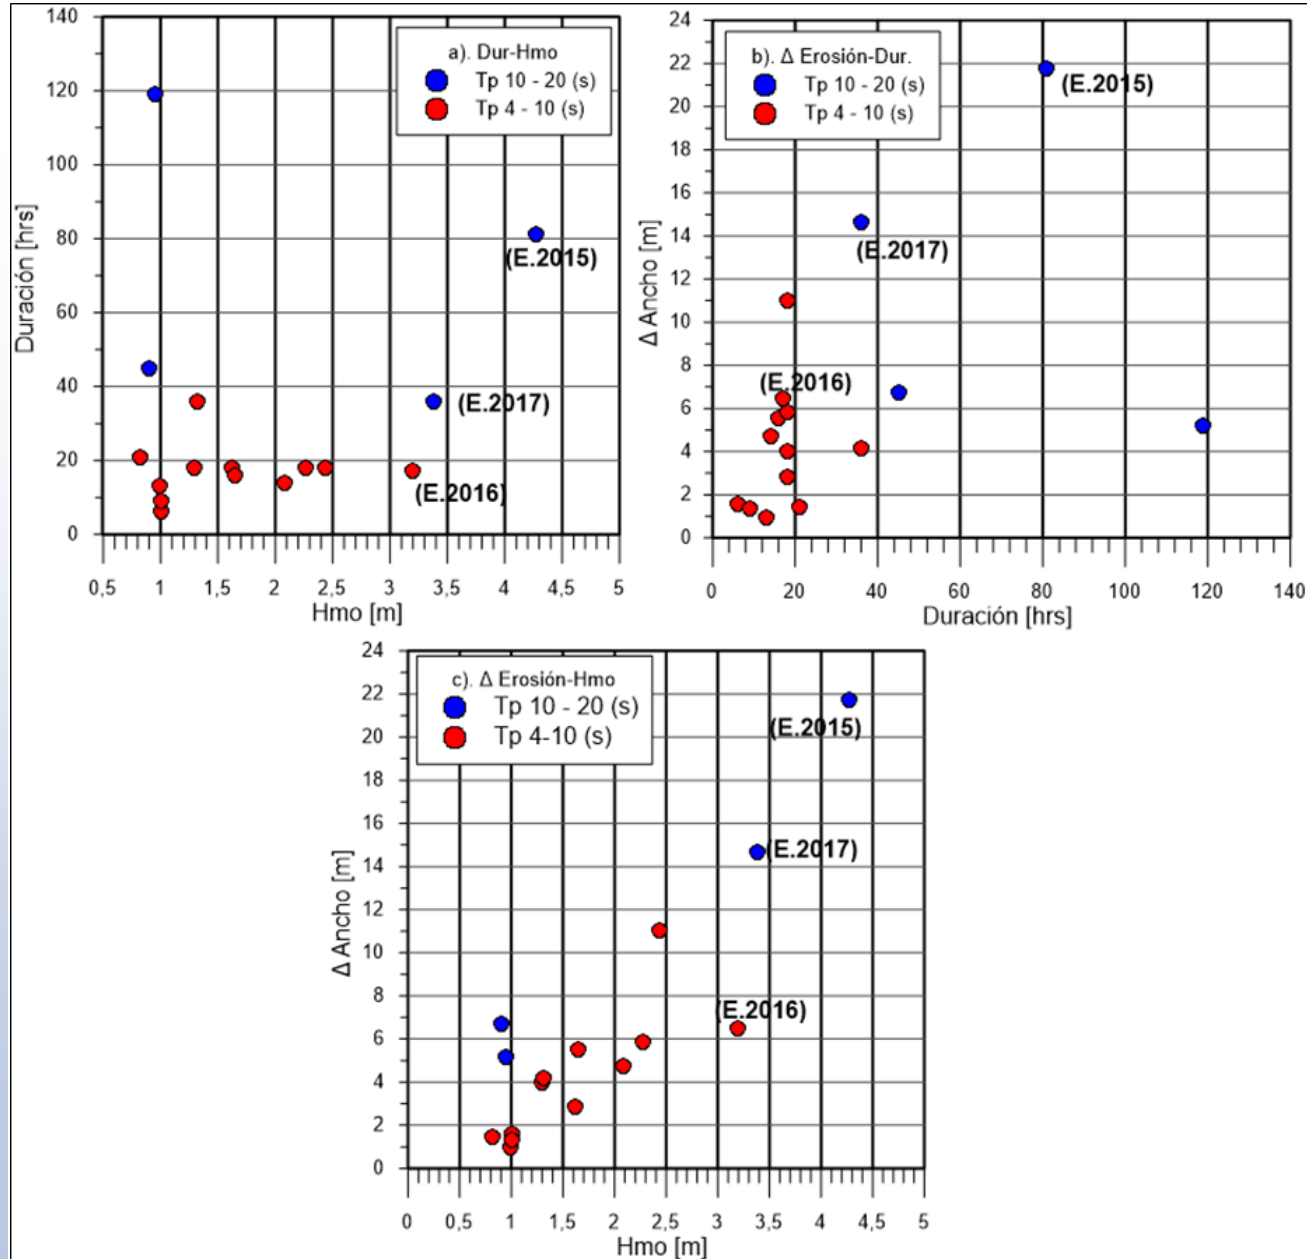 140
120
100
80
60
40
20
0
Duración [hrs]
a). Dur-Hmo
Tp 10 - 20 (s)
Tp 4 - 10 (s)
(E.2015)
(E.2017)
(E.2016)
0,5 1 1,5 2 2,5 3 3,5 4 4,5 5
Hmo [m]
24
22
20
18
16
14
12
10
8
6
4
2
0
Δ Ancho [m]
b). Δ Erosión-Dur.
Tp 10 - 20 (s)
Tp 4 - 10 (s)
(E.2015)
(E.2017)
(E.2016)
0 20 40 60 80 100 120 140
Duración [hrs]
24
22
20
18
16
14
12
10
8
6
4
2
0
Δ Ancho [m]
c). Δ Erosión-Hmo
Tp 10 - 20 (s)
Tp 4-10 (s)
(E.2015)
(E.2017)
(E.2016)
0 0,5 1 1,5 2 2,5 3 3,5 4 4,5 5
Hmo [m]